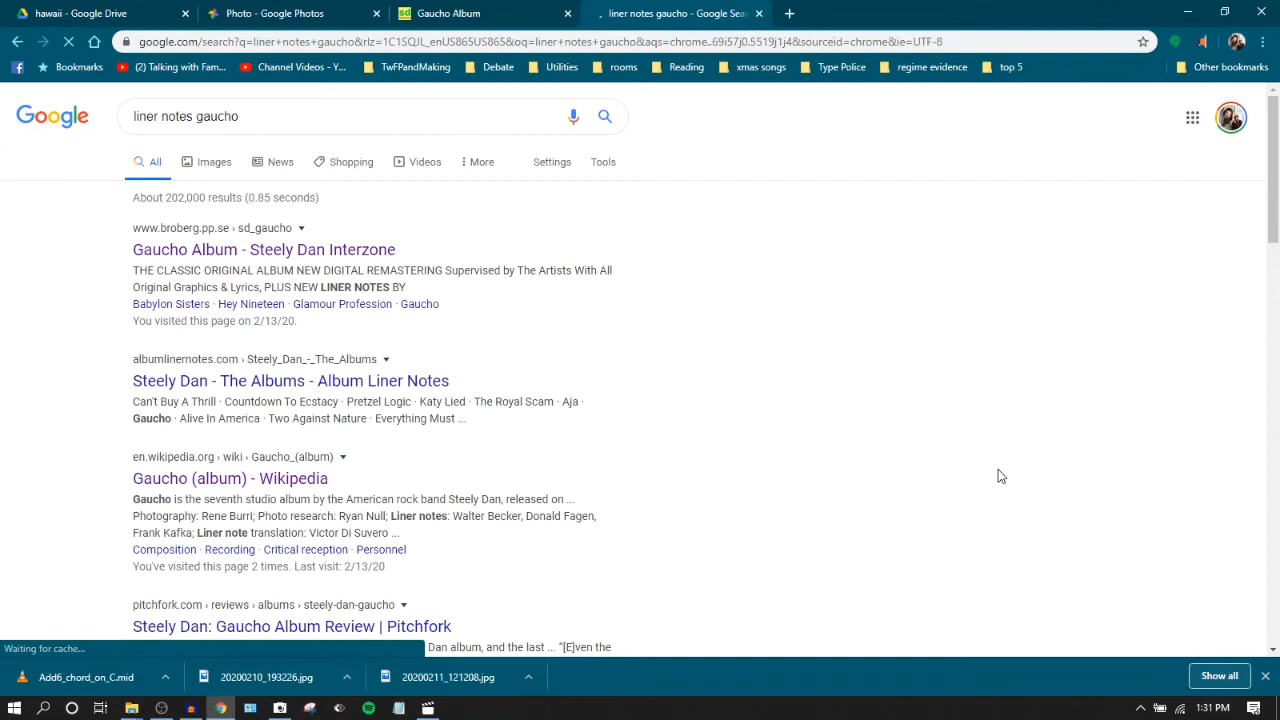 hawaii - Google Drive
Photo - Google Photos
Gaucho Album
liner notes gaucho - Google Sea
google.com/search?q=liner+notes+gaucho&rlz=1C1SQJL_enUS865US865&oq=liner+notes+gaucho&aqs=chrome..69i57j0.5519j1j4&sourceid=chrome&ie=UTF-8
Bookmarks
(2) Talking with Fam...
Channel Videos - Y...
TwFPandMaking
Debate
Utilities
rooms
Reading
xmas songs
Type Police
regime evidence
top 5
Other bookmarks
Google
liner notes gaucho
All
Images
News
Shopping
Videos
More
Settings
Tools
About 202,000 results (0.85 seconds)
www.broberg.pp.se › sd_gaucho
Gaucho Album - Steely Dan Interzone
THE CLASSIC ORIGINAL ALBUM NEW DIGITAL REMASTERING Supervised by The Artists With All
Original Graphics & Lyrics, PLUS NEW LINER NOTES BY
Babylon Sisters · Hey Nineteen · Glamour Profession · Gaucho
You visited this page on 2/13/20.
albumlinernotes.com › Steely_Dan_-_The_Albums
Steely Dan - The Albums - Album Liner Notes
Can't Buy A Thrill · Countdown To Ecstacy · Pretzel Logic · Katy Lied · The Royal Scam · Aja ·
Gaucho · Alive In America · Two Against Nature · Everything Must ...
en.wikipedia.org › wiki › Gaucho_(album)
Gaucho (album) - Wikipedia
Gaucho is the seventh studio album by the American rock band Steely Dan, released on ...
Photography: Rene Burri; Photo research: Ryan Null; Liner notes: Walter Becker, Donald Fagen,
Frank Kafka; Liner note translation: Victor Di Suvero ...
Composition · Recording · Critical reception · Personnel
You've visited this page 2 times. Last visit: 2/13/20
pitchfork.com › reviews › albums › steely-dan-gaucho
Steely Dan: Gaucho Album Review | Pitchfork
Dan album, and the last ... "[E]ven the
Waiting for cache...
Add6_chord_on_C.mid
20200210_193226.jpg
20200211_121208.jpg
Show all
1:31 PM